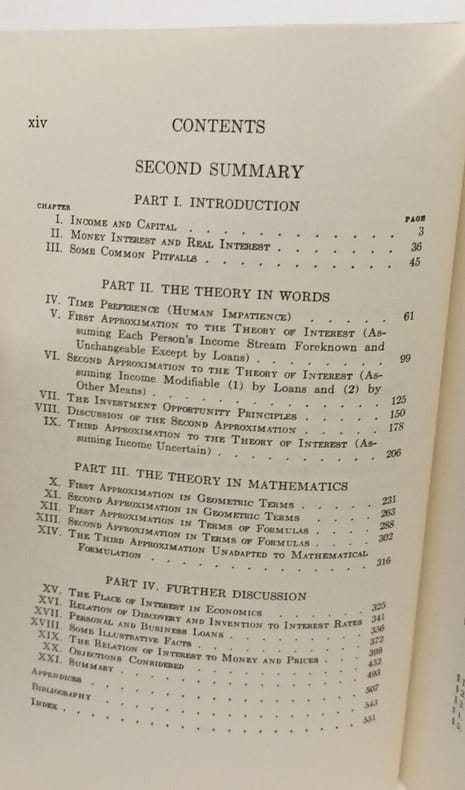 xiv CONTENTS
SECOND SUMMARY
PART I. INTRODUCTION
CHAPTER PAGE
I. Income and Capital . . . . . . . . . . . . 3
II. Money Interest and Real Interest . . . . . . . 36
III. Some Common Pitfalls . . . . . . . . . . . 45
PART II. THE THEORY IN WORDS
IV. Time Preference (Human Impatience) . . . . . 61
V. First Approximation to the Theory of Interest (As-
suming Each Person's Income Stream Foreknown and
Unchangeable Except by Loans) . . . . . . . . 99
VI. Second Approximation to the Theory of Interest (As-
suming Income Modifiable (1) by Loans and (2) by
Other Means) . . . . . . . . . . . . . 125
VII. The Investment Opportunity Principles . . . . . 150
VIII. Discussion of the Second Approximation . . . . 178
IX. Third Approximation to the Theory of Interest (As-
suming Income Uncertain) . . . . . . . . . 206
PART III. THE THEORY IN MATHEMATICS
X. First Approximation in Geometric Terms . . . . . 231
XI. Second Approximation in Geometric Terms . . . . 263
XII. First Approximation in Terms of Formulas . . . . 288
XIII. Second Approximation in Terms of Formulas . . . . 302
XIV. The Third Approximation Unadapted to Mathematical
Formulation . . . . . . . . . . . . . 316
PART IV. FURTHER DISCUSSION
XV. The Place of Interest in Economics . . . . . . 325
XVI. Relation of Discovery and Invention to Interest Rates 341
XVII. Personal and Business Loans . . . . . . . . 356
XVIII. Some Illustrative Facts . . . . . . . . . . 372
XIX. The Relation of Interest to Money and Prices . . . 399
XX. Objections Considered . . . . . . . . . . 452
XXI. Summary . . . . . . . . . . . . . . 493
Appendices . . . . . . . . . . . . . . . 507
Bibliography . . . . . . . . . . . . . . 543
Index . . . . . . . . . . . . . . . . 551